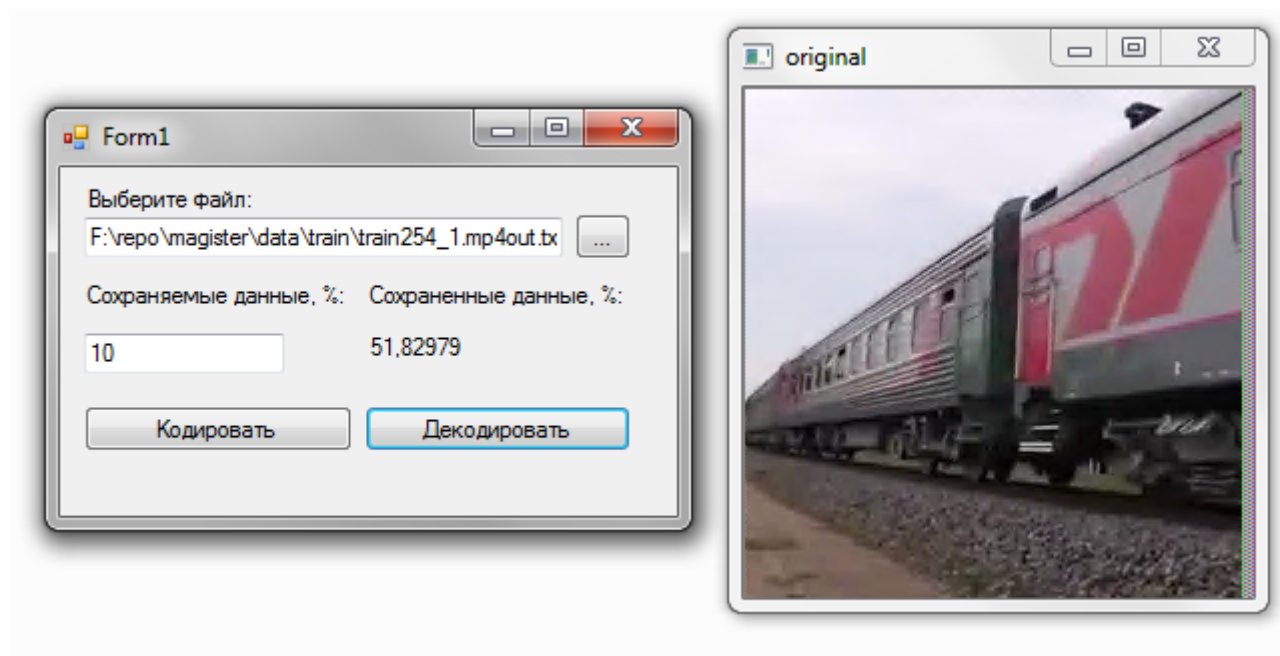 Form1
Выберите файл:
F:\repo\magister\data\train\train254_1.mp4out.tx
...
Сохраняемые данные, %:
Сохраненные данные, %:
10
51,82979
Кодировать
Декодировать
original